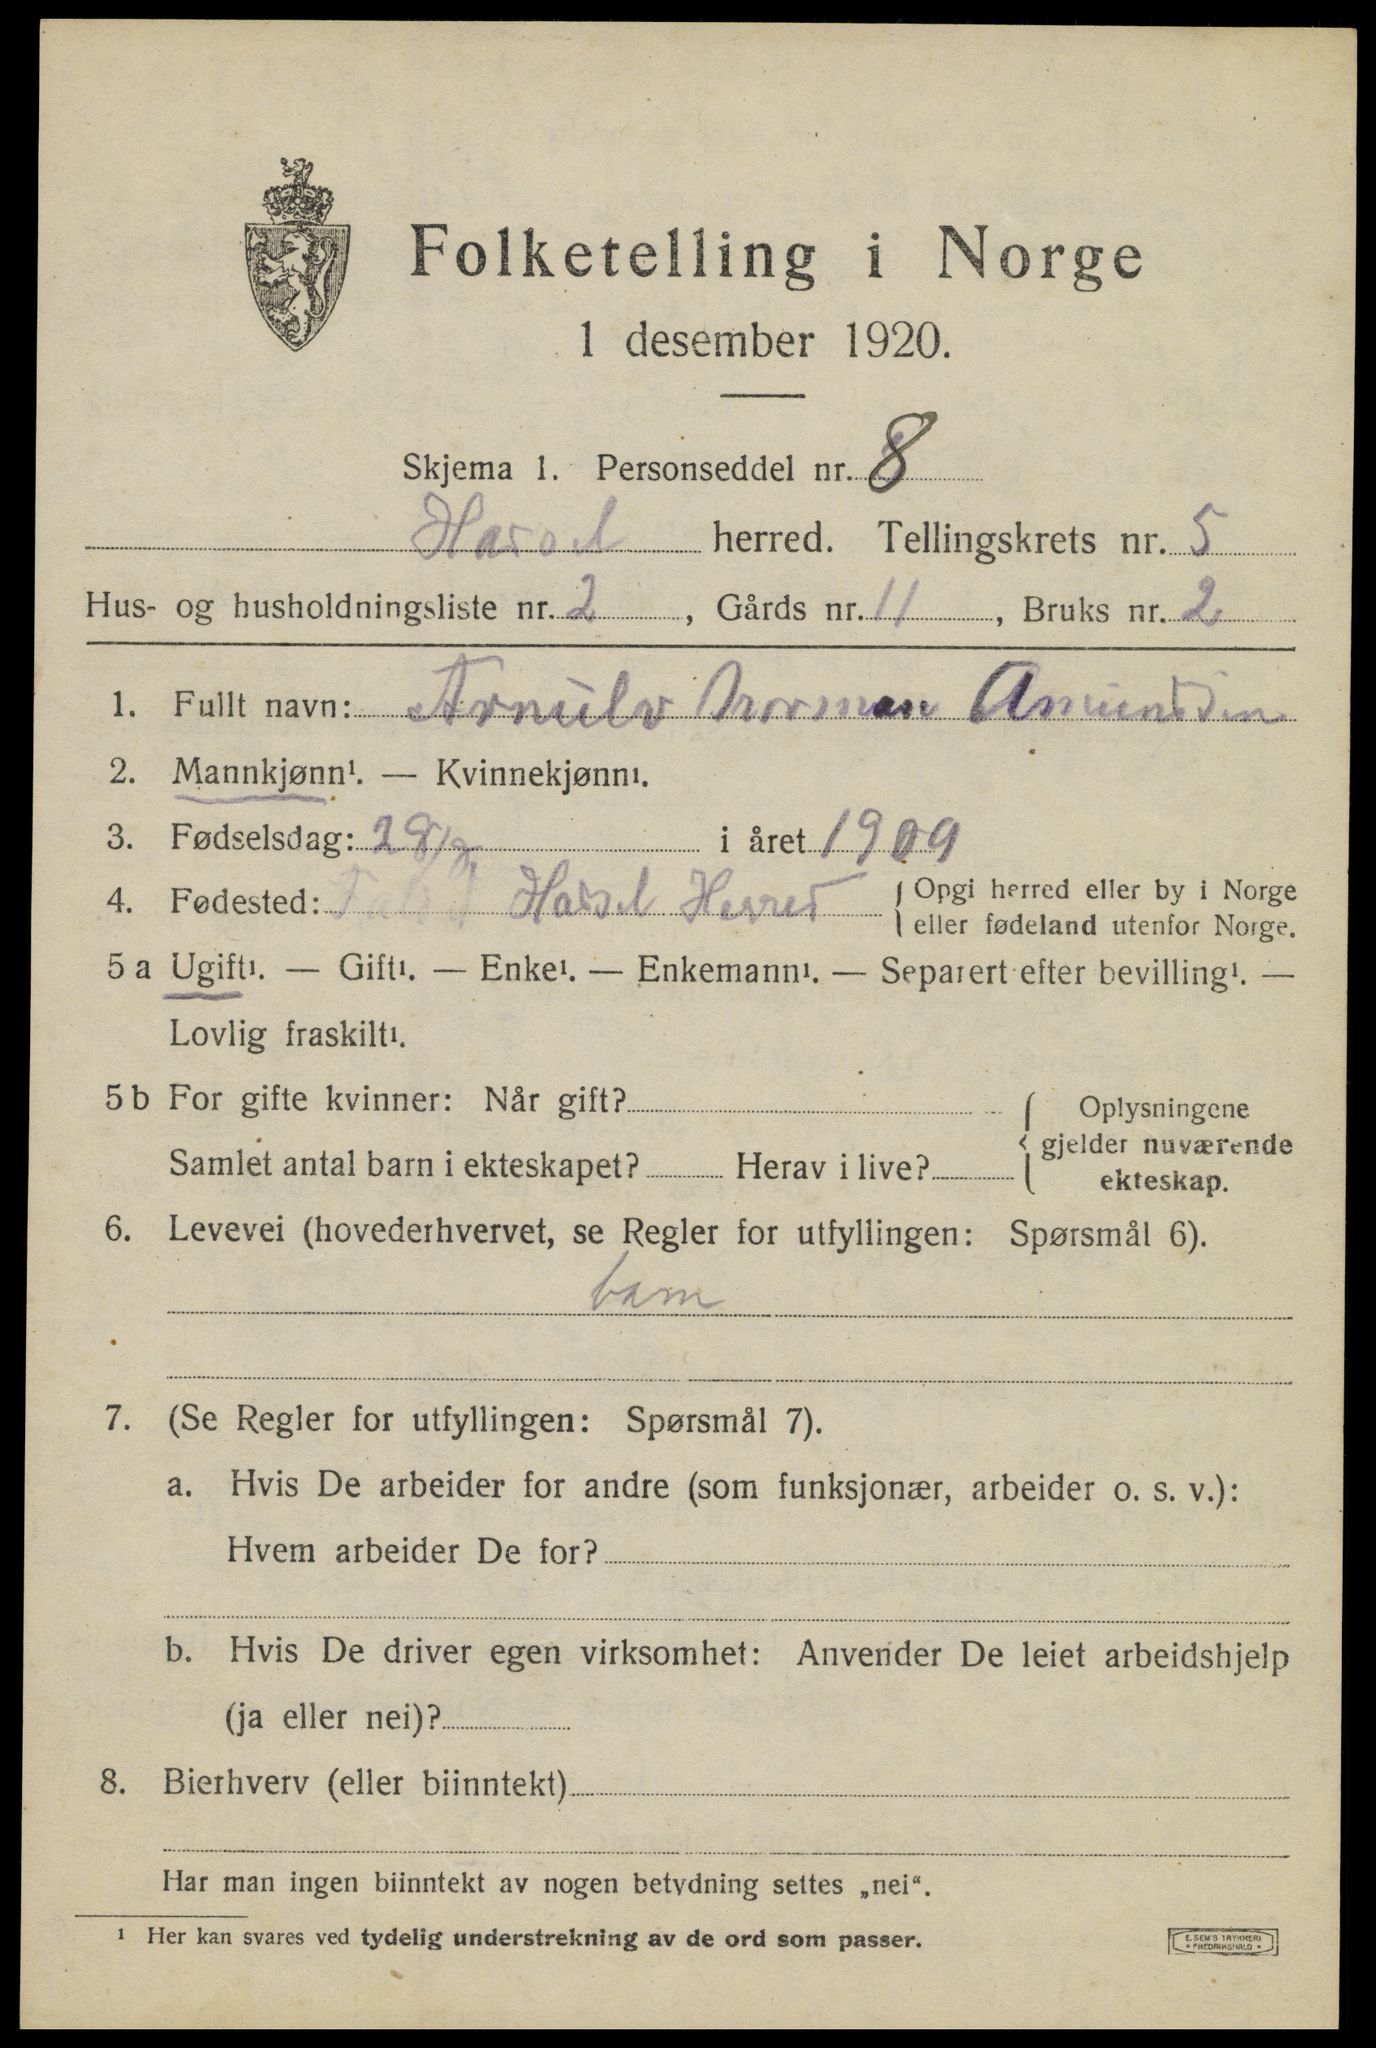 Folketelling i Norge
1 desember 1920.
Skjema 1. Personseddel nr. 8
Hassel herred. Tellingskrets nr. 5
Hus- og husholdningsliste nr. 2, Gårds nr. 11, Bruks nr. 2
1. Fullt navn: Arnulv Norman Amundsen
2. Mannkjønn¹. — Kvinnekjønn¹.
3. Fødselsdag: 28/ i året 1909
4. Fødested: Hassel Herred { Opgi herred eller by i Norge
eller fødeland utenfor Norge.
5 a Ugift¹. — Gift¹. — Enke¹. — Enkemann¹. — Separert efter bevilling¹. —
Lovlig fraskilt¹.
5 b For gifte kvinner: Når gift? { Oplysningene
gjelder nuværende
Samlet antal barn i ekteskapet? Herav i live?
ekteskap.
6. Levevei (hovederhvervet, se Regler for utfyllingen: Spørsmål 6).
barn
7. (Se Regler for utfyllingen: Spørsmål 7).
a. Hvis De arbeider for andre (som funksjonær, arbeider o. s. v.):
Hvem arbeider De for?
b. Hvis De driver egen virksomhet: Anvender De leiet arbeidshjelp
(ja eller nei)?
8. Bierhverv (eller biinntekt)
Har man ingen biinntekt av nogen betydning settes „nei“.
¹ Her kan svares ved tydelig understrekning av de ord som passer.
E. SEM'S TRYKKERI
* FREDRIKSHALD *